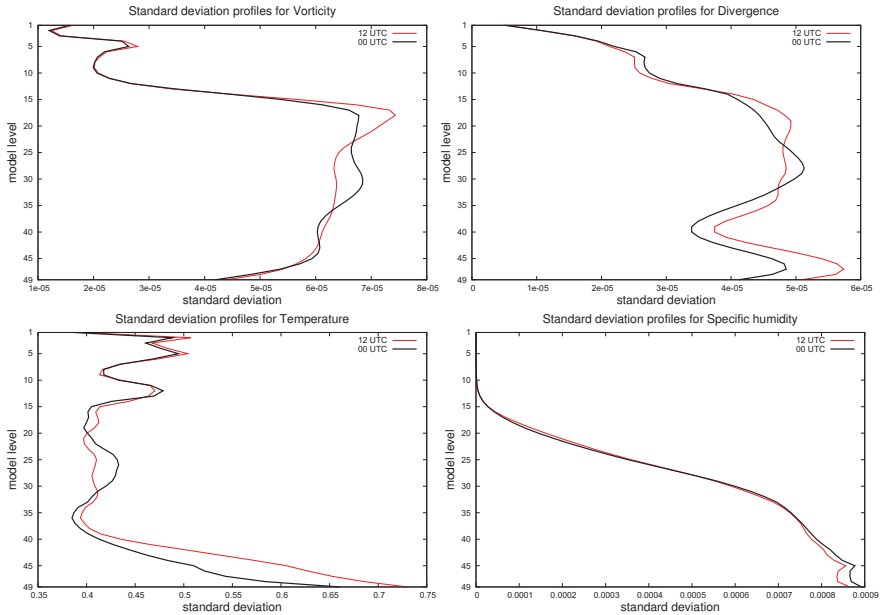 Standard deviation profiles for Vorticity
12 UTC
00 UTC
model level
1
5
10
15
20
25
30
35
40
45
49
1e-05 2e-05 3e-05 4e-05 5e-05 6e-05 7e-05 8e-05
standard deviation
Standard deviation profiles for Divergence
12 UTC
00 UTC
model level
1
5
10
15
20
25
30
35
40
45
49
0 1e-05 2e-05 3e-05 4e-05 5e-05 6e-05
standard deviation
Standard deviation profiles for Temperature
12 UTC
00 UTC
model level
1
5
10
15
20
25
30
35
40
45
49
0.35 0.4 0.45 0.5 0.55 0.6 0.65 0.7 0.75
standard deviation
Standard deviation profiles for Specific humidity
12 UTC
00 UTC
model level
1
5
10
15
20
25
30
35
40
45
49
0 0.0001 0.0002 0.0003 0.0004 0.0005 0.0006 0.0007 0.0008 0.0009
standard deviation